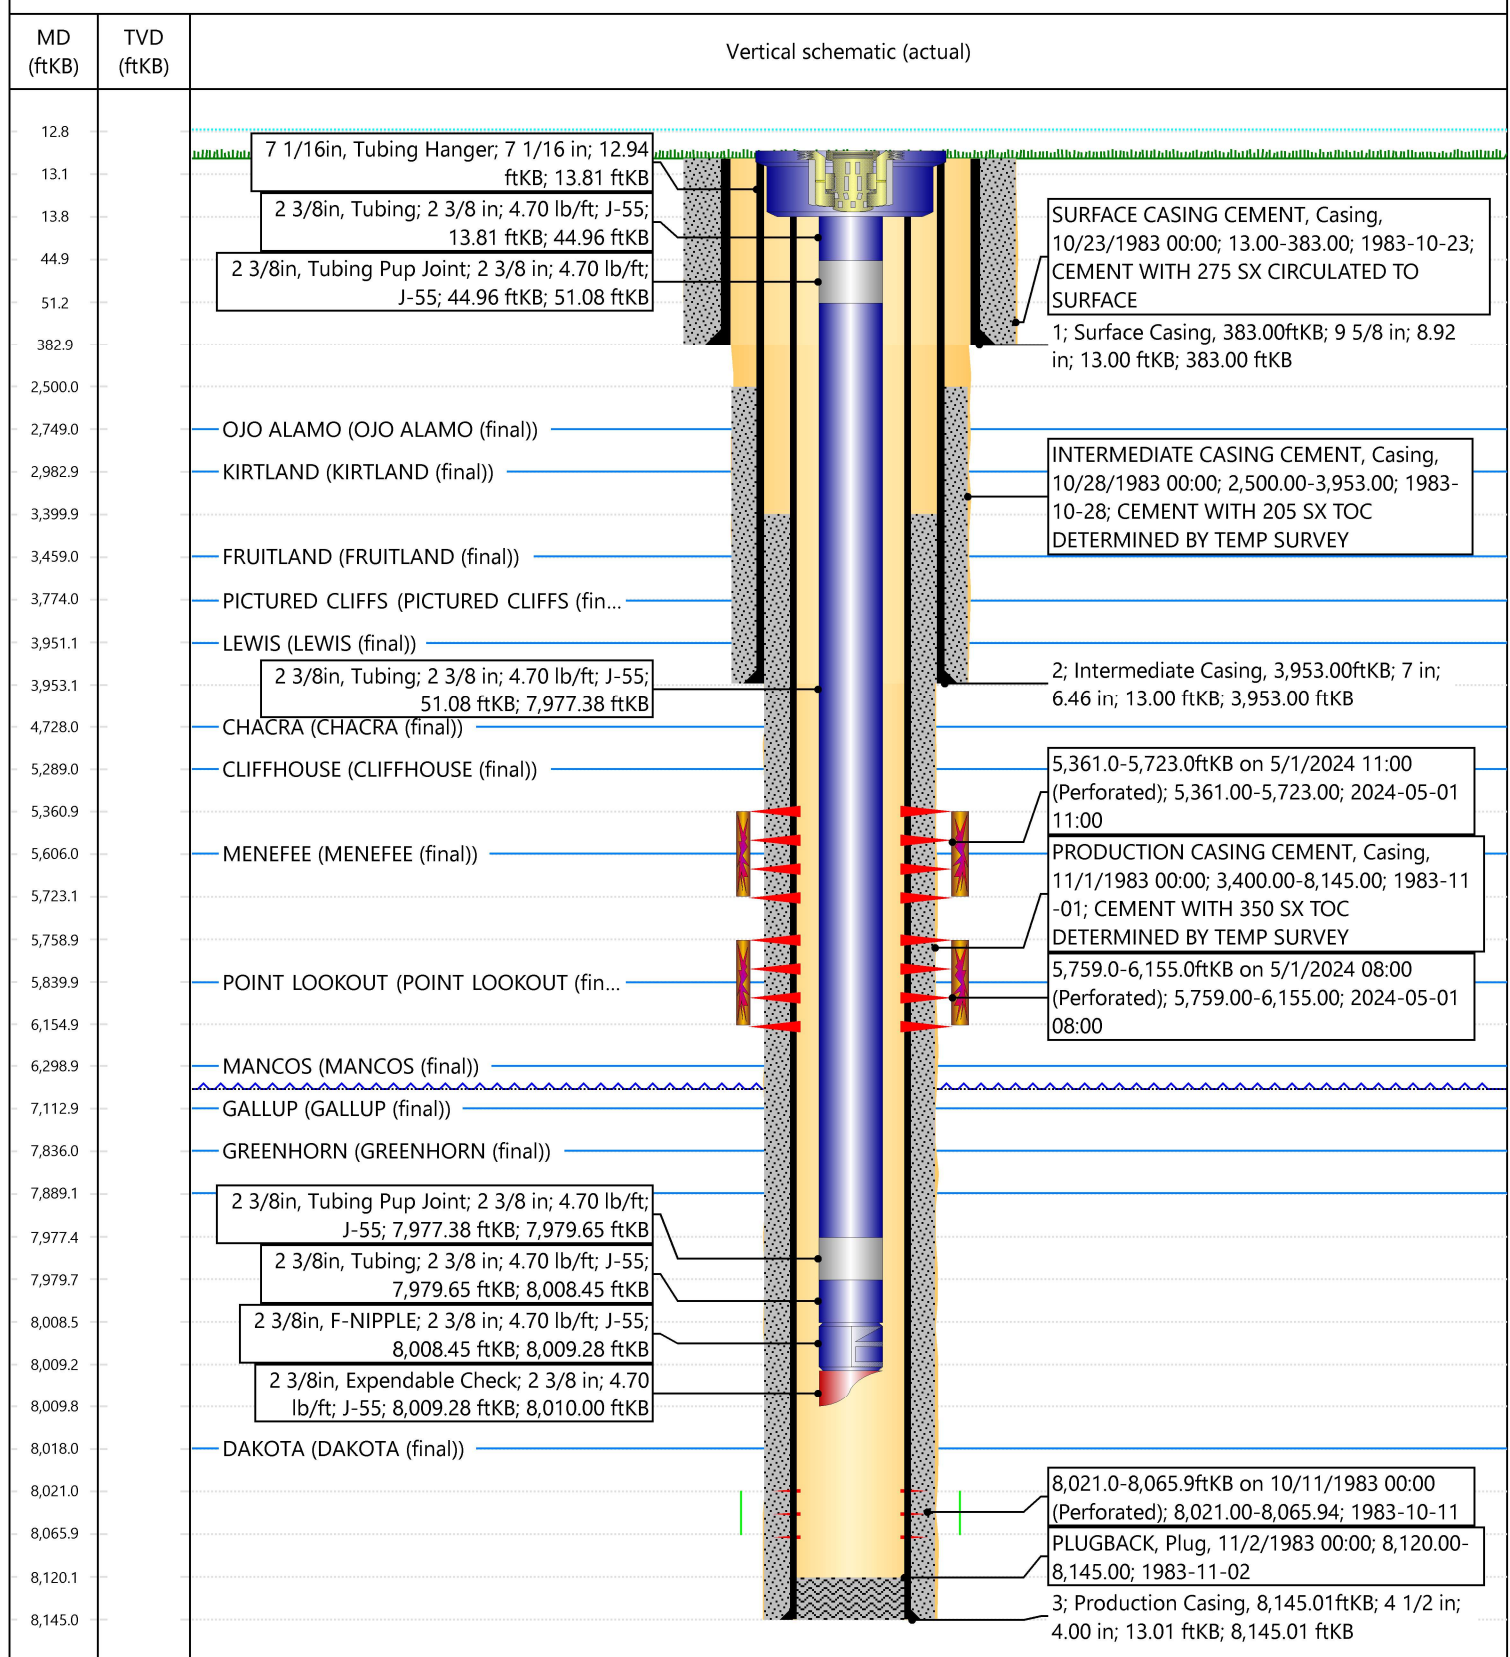 MD
(ftKB)
TVD
(ftKB)
Vertical schematic (actual)
12.8
13.1
13.8
44.9
51.2
382.9
2,500.0
2,749.0
2,982.9
3,399.9
3,459.0
3,774.0
3,951.1
3,953.1
4,728.0
5,289.0
5,360.9
5,606.0
5,723.1
5,758.9
5,839.9
6,154.9
6,298.9
7,112.9
7,836.0
7,889.1
7,977.4
7,979.7
8,008.5
8,009.2
8,009.8
8,018.0
8,021.0
8,065.9
8,120.1
8,145.0
7 1/16in, Tubing Hanger; 7 1/16 in; 12.94
ftKB; 13.81 ftKB
2 3/8in, Tubing; 2 3/8 in; 4.70 lb/ft; J-55;
13.81 ftKB; 44.96 ftKB
2 3/8in, Tubing Pup Joint; 2 3/8 in; 4.70 lb/ft;
J-55; 44.96 ftKB; 51.08 ftKB
OJO ALAMO (OJO ALAMO (final))
KIRTLAND (KIRTLAND (final))
FRUITLAND (FRUITLAND (final))
PICTURED CLIFFS (PICTURED CLIFFS (fin...
LEWIS (LEWIS (final))
2 3/8in, Tubing; 2 3/8 in; 4.70 lb/ft; J-55;
51.08 ftKB; 7,977.38 ftKB
CHACRA (CHACRA (final))
CLIFFHOUSE (CLIFFHOUSE (final))
MENEFEE (MENEFEE (final))
POINT LOOKOUT (POINT LOOKOUT (fin...
MANCOS (MANCOS (final))
GALLUP (GALLUP (final))
GREENHORN (GREENHORN (final))
2 3/8in, Tubing Pup Joint; 2 3/8 in; 4.70 lb/ft;
J-55; 7,977.38 ftKB; 7,979.65 ftKB
2 3/8in, Tubing; 2 3/8 in; 4.70 lb/ft; J-55;
7,979.65 ftKB; 8,008.45 ftKB
2 3/8in, F-NIPPLE; 2 3/8 in; 4.70 lb/ft; J-55;
8,008.45 ftKB; 8,009.28 ftKB
2 3/8in, Expendable Check; 2 3/8 in; 4.70
lb/ft; J-55; 8,009.28 ftKB; 8,010.00 ftKB
DAKOTA (DAKOTA (final))
SURFACE CASING CEMENT, Casing,
10/23/1983 00:00; 13.00-383.00; 1983-10-23;
CEMENT WITH 275 SX CIRCULATED TO
SURFACE
1; Surface Casing, 383.00ftKB; 9 5/8 in; 8.92
in; 13.00 ftKB; 383.00 ftKB
INTERMEDIATE CASING CEMENT, Casing,
10/28/1983 00:00; 2,500.00-3,953.00; 1983-
10-28; CEMENT WITH 205 SX TOC
DETERMINED BY TEMP SURVEY
2; Intermediate Casing, 3,953.00ftKB; 7 in;
6.46 in; 13.00 ftKB; 3,953.00 ftKB
5,361.0-5,723.0ftKB on 5/1/2024 11:00
(Perforated); 5,361.00-5,723.00; 2024-05-01
11:00
PRODUCTION CASING CEMENT, Casing,
11/1/1983 00:00; 3,400.00-8,145.00; 1983-11
-01; CEMENT WITH 350 SX TOC
DETERMINED BY TEMP SURVEY
5,759.0-6,155.0ftKB on 5/1/2024 08:00
(Perforated); 5,759.00-6,155.00; 2024-05-01
08:00
8,021.0-8,065.9ftKB on 10/11/1983 00:00
(Perforated); 8,021.00-8,065.94; 1983-10-11
PLUGBACK, Plug, 11/2/1983 00:00; 8,120.00-
8,145.00; 1983-11-02
3; Production Casing, 8,145.01ftKB; 4 1/2 in;
4.00 in; 13.01 ftKB; 8,145.01 ftKB